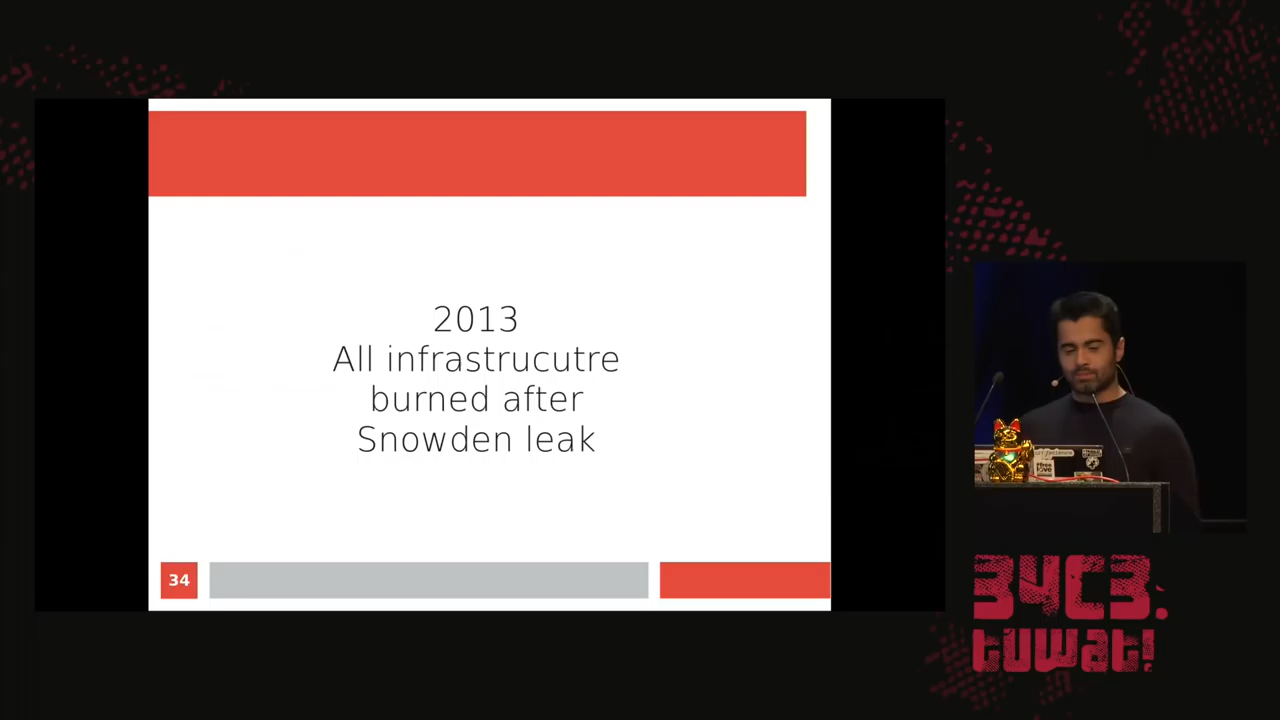 2013
All infrastrucutre
burned after
Snowden leak
34
34C3.
tuwat!